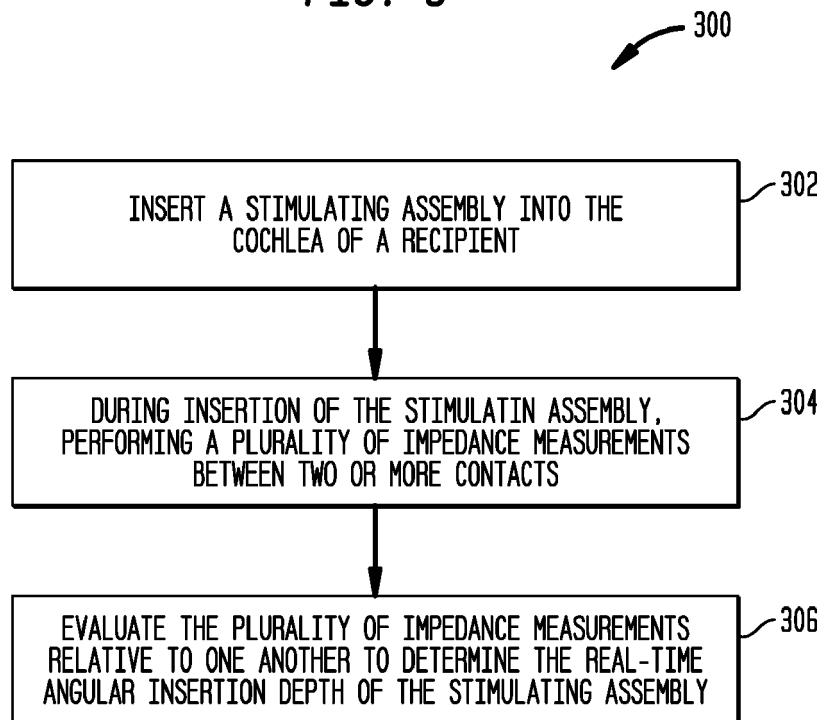 300
302
INSERT A STIMULATING ASSEMBLY INTO THE
COCHLEA OF A RECIPIENT
304
DURING INSERTION OF THE STIMULATIN ASSEMBLY,
PERFORMING A PLURALITY OF IMPEDANCE MEASUREMENTS
BETWEEN TWO OR MORE CONTACTS
306
EVALUATE THE PLURALITY OF IMPEDANCE MEASUREMENTS
RELATIVE TO ONE ANOTHER TO DETERMINE THE REAL-TIME
ANGULAR INSERTION DEPTH OF THE STIMULATING ASSEMBLY